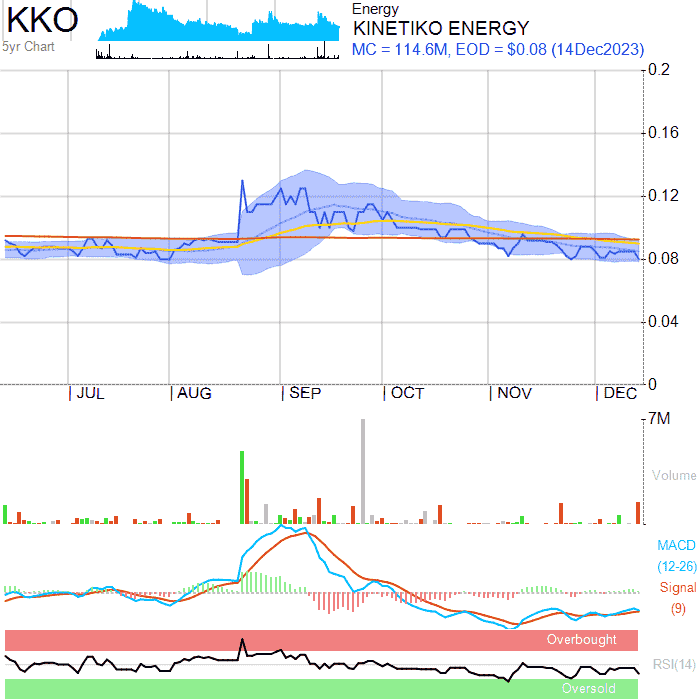 KKO
5yr Chart
Energy
KINETIKO ENERGY
MC = 114.6M, EOD = $0.08 (14Dec2023)
0.2
0.16
0.12
0.08
0.04
0
JUL AUG SEP OCT NOV DEC
7M
Volume
MACD
(12-26)
Signal
(9)
Overbought
RSI(14)
Oversold